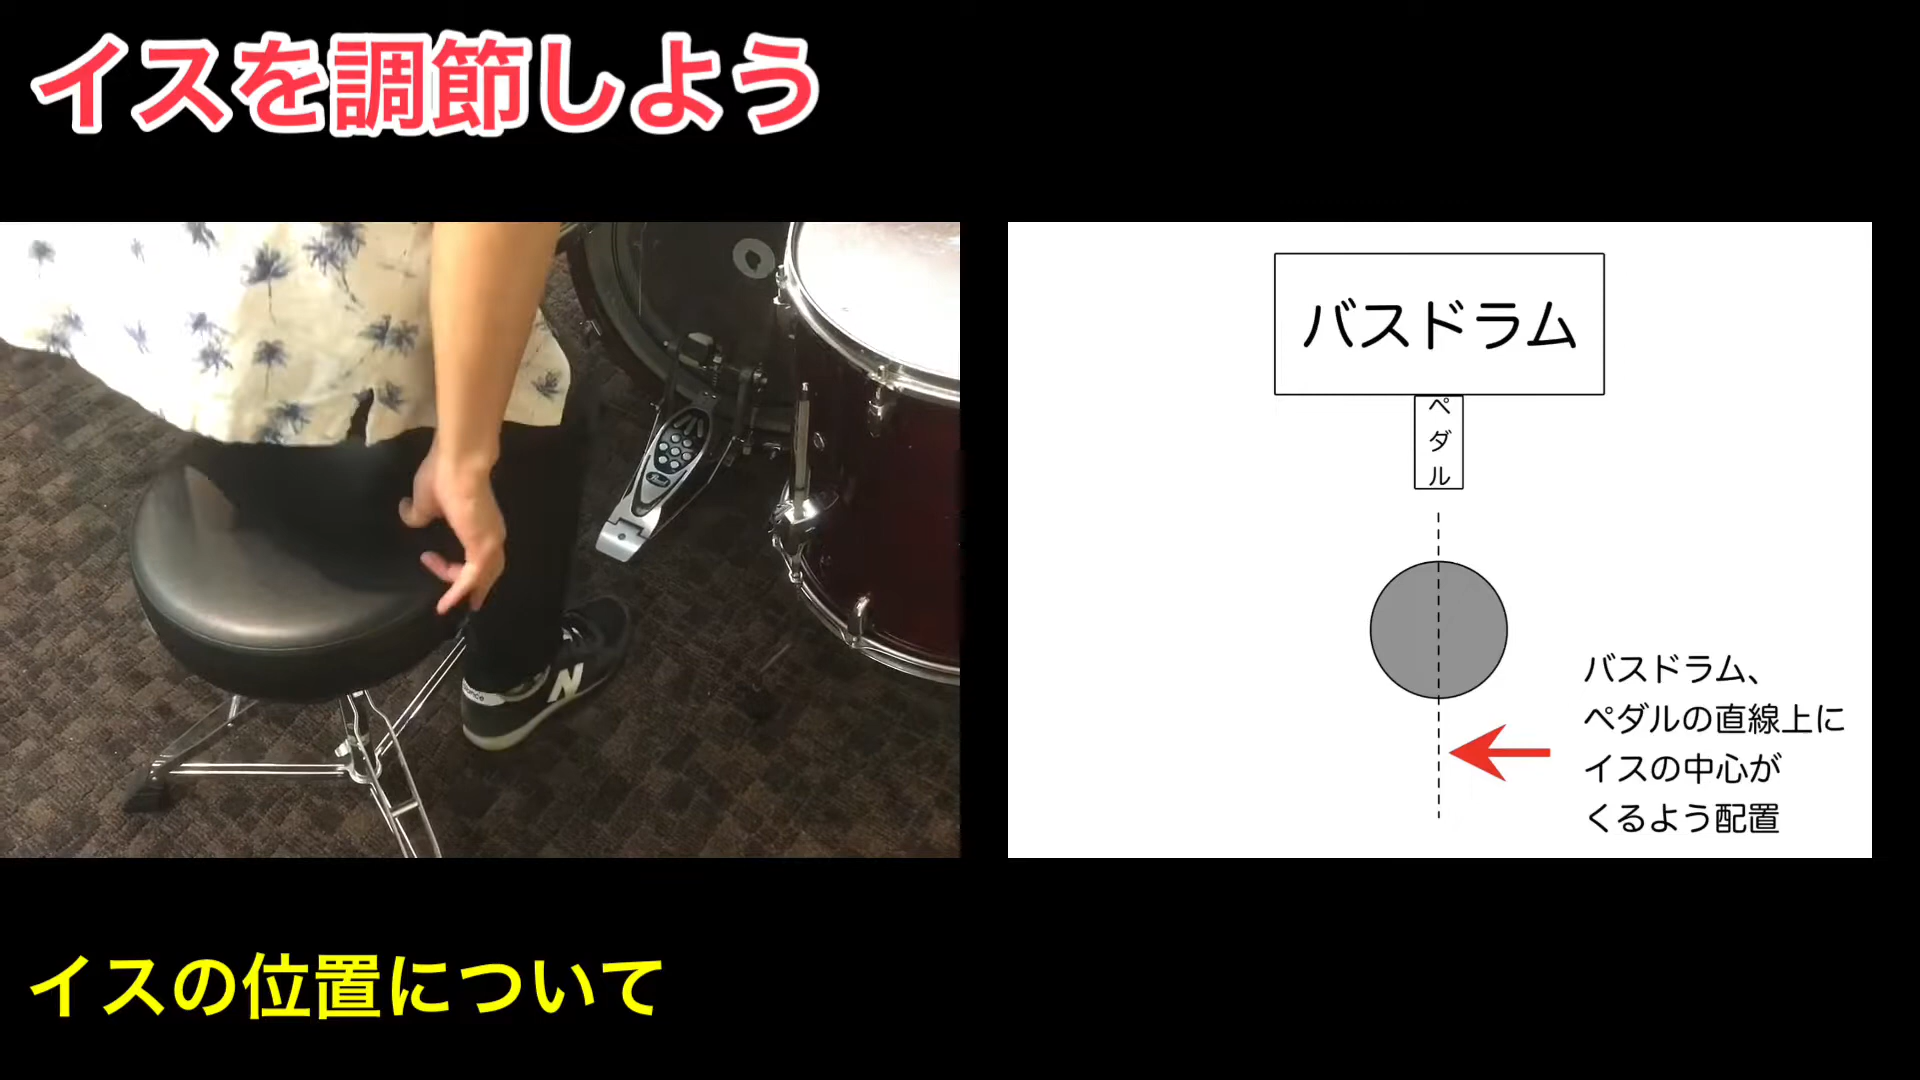 イスを調節しよう
バスドラム
ペダル
Pearl
N
バスドラム、
ペダルの直線上に
イスの中心が
くるよう配置
イスの位置について